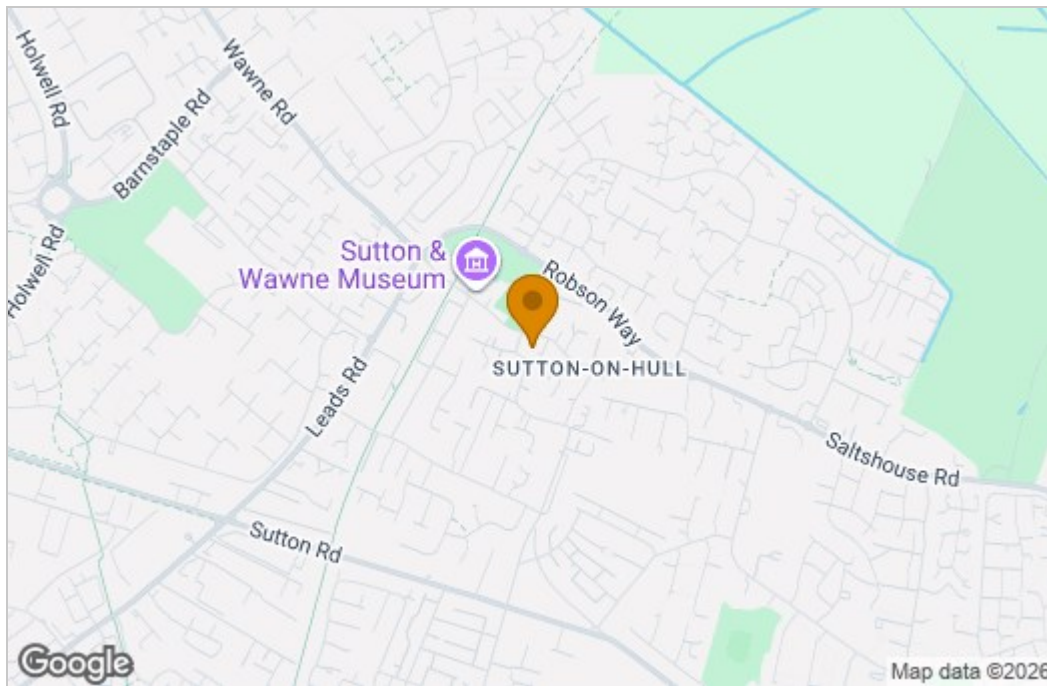 Holwell Rd
Wawne Rd
Barnstaple Rd
Holwell Rd
Sutton &
Wawne Museum
Robson Way
SUTTON-ON-HULL
Leads Rd
Saltshouse Rd
Sutton Rd
Google
Map data ©2026